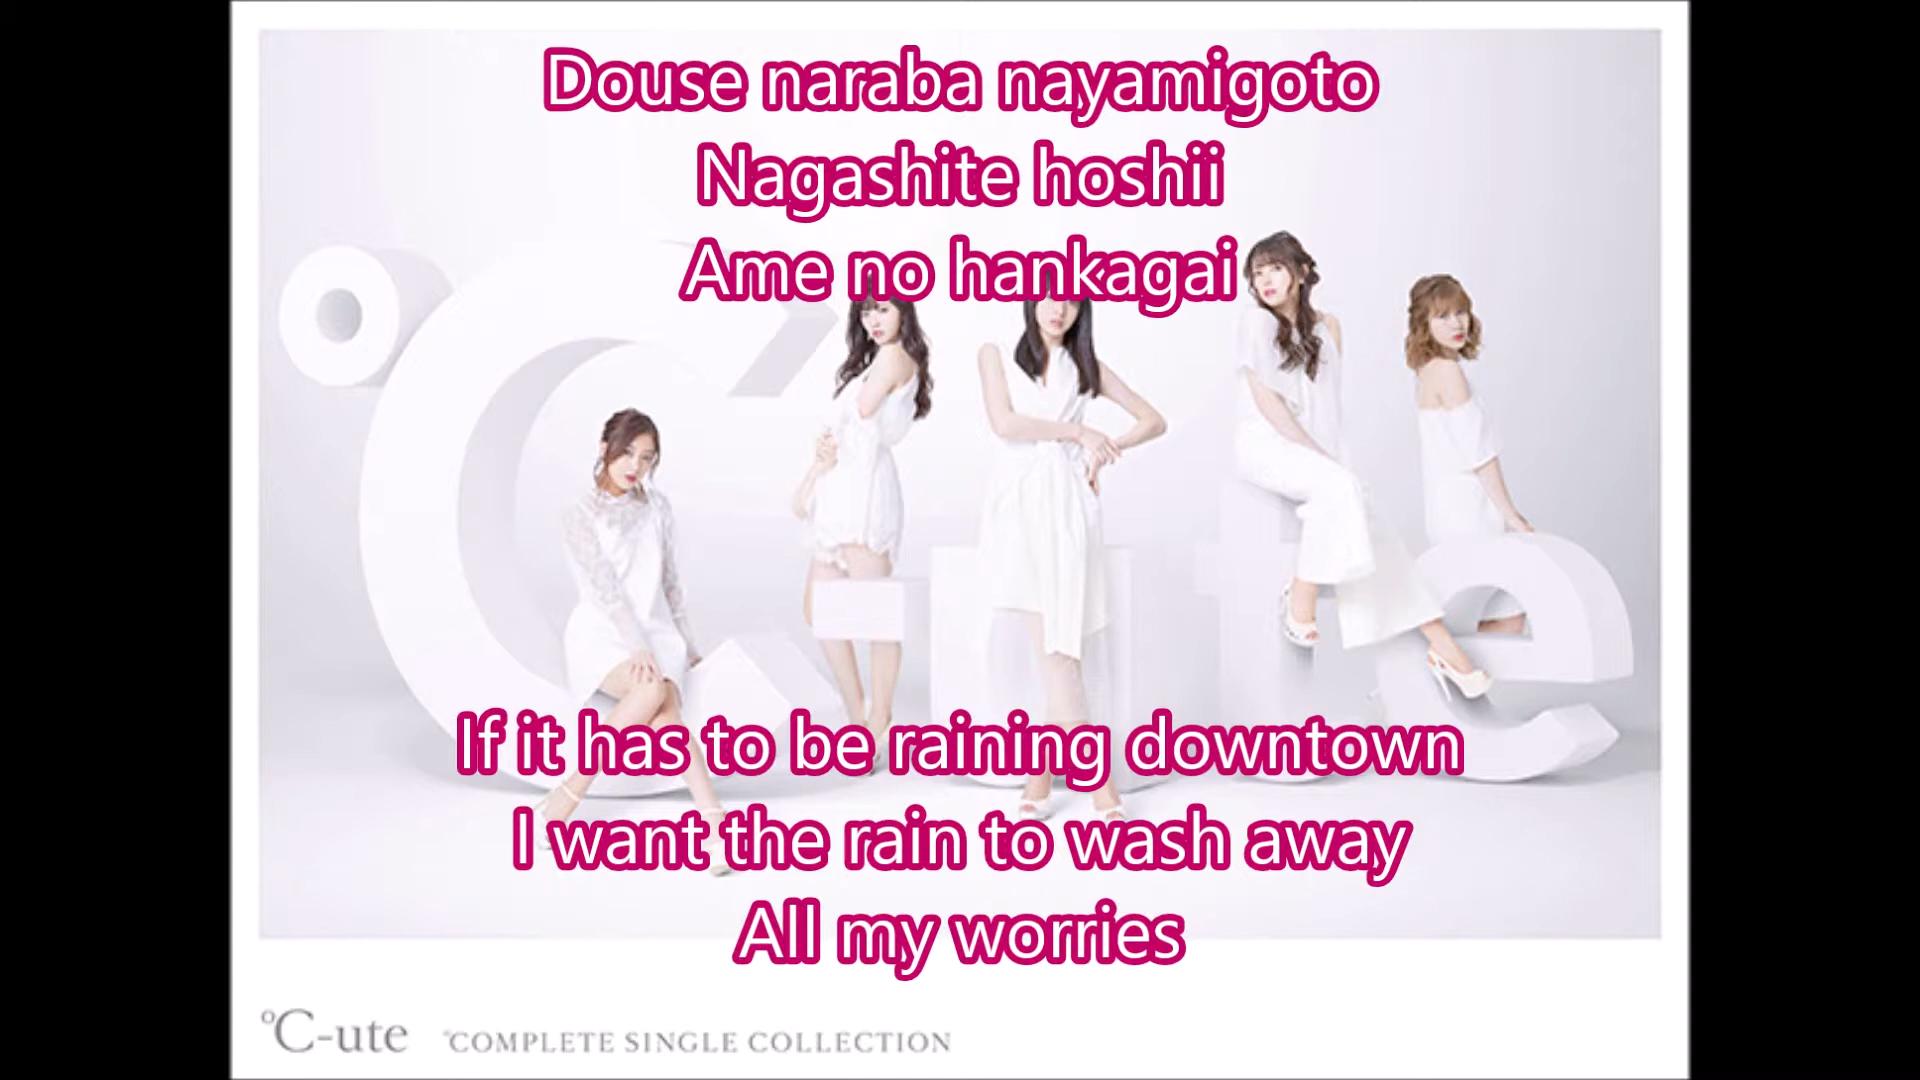 Douse naraba nayamigoto
Nagashite hoshii
Ame no hankagai
°C-ute
If it has to be raining downtown
I want the rain to wash away
All my worries
°C-ute °COMPLETE SINGLE COLLECTION